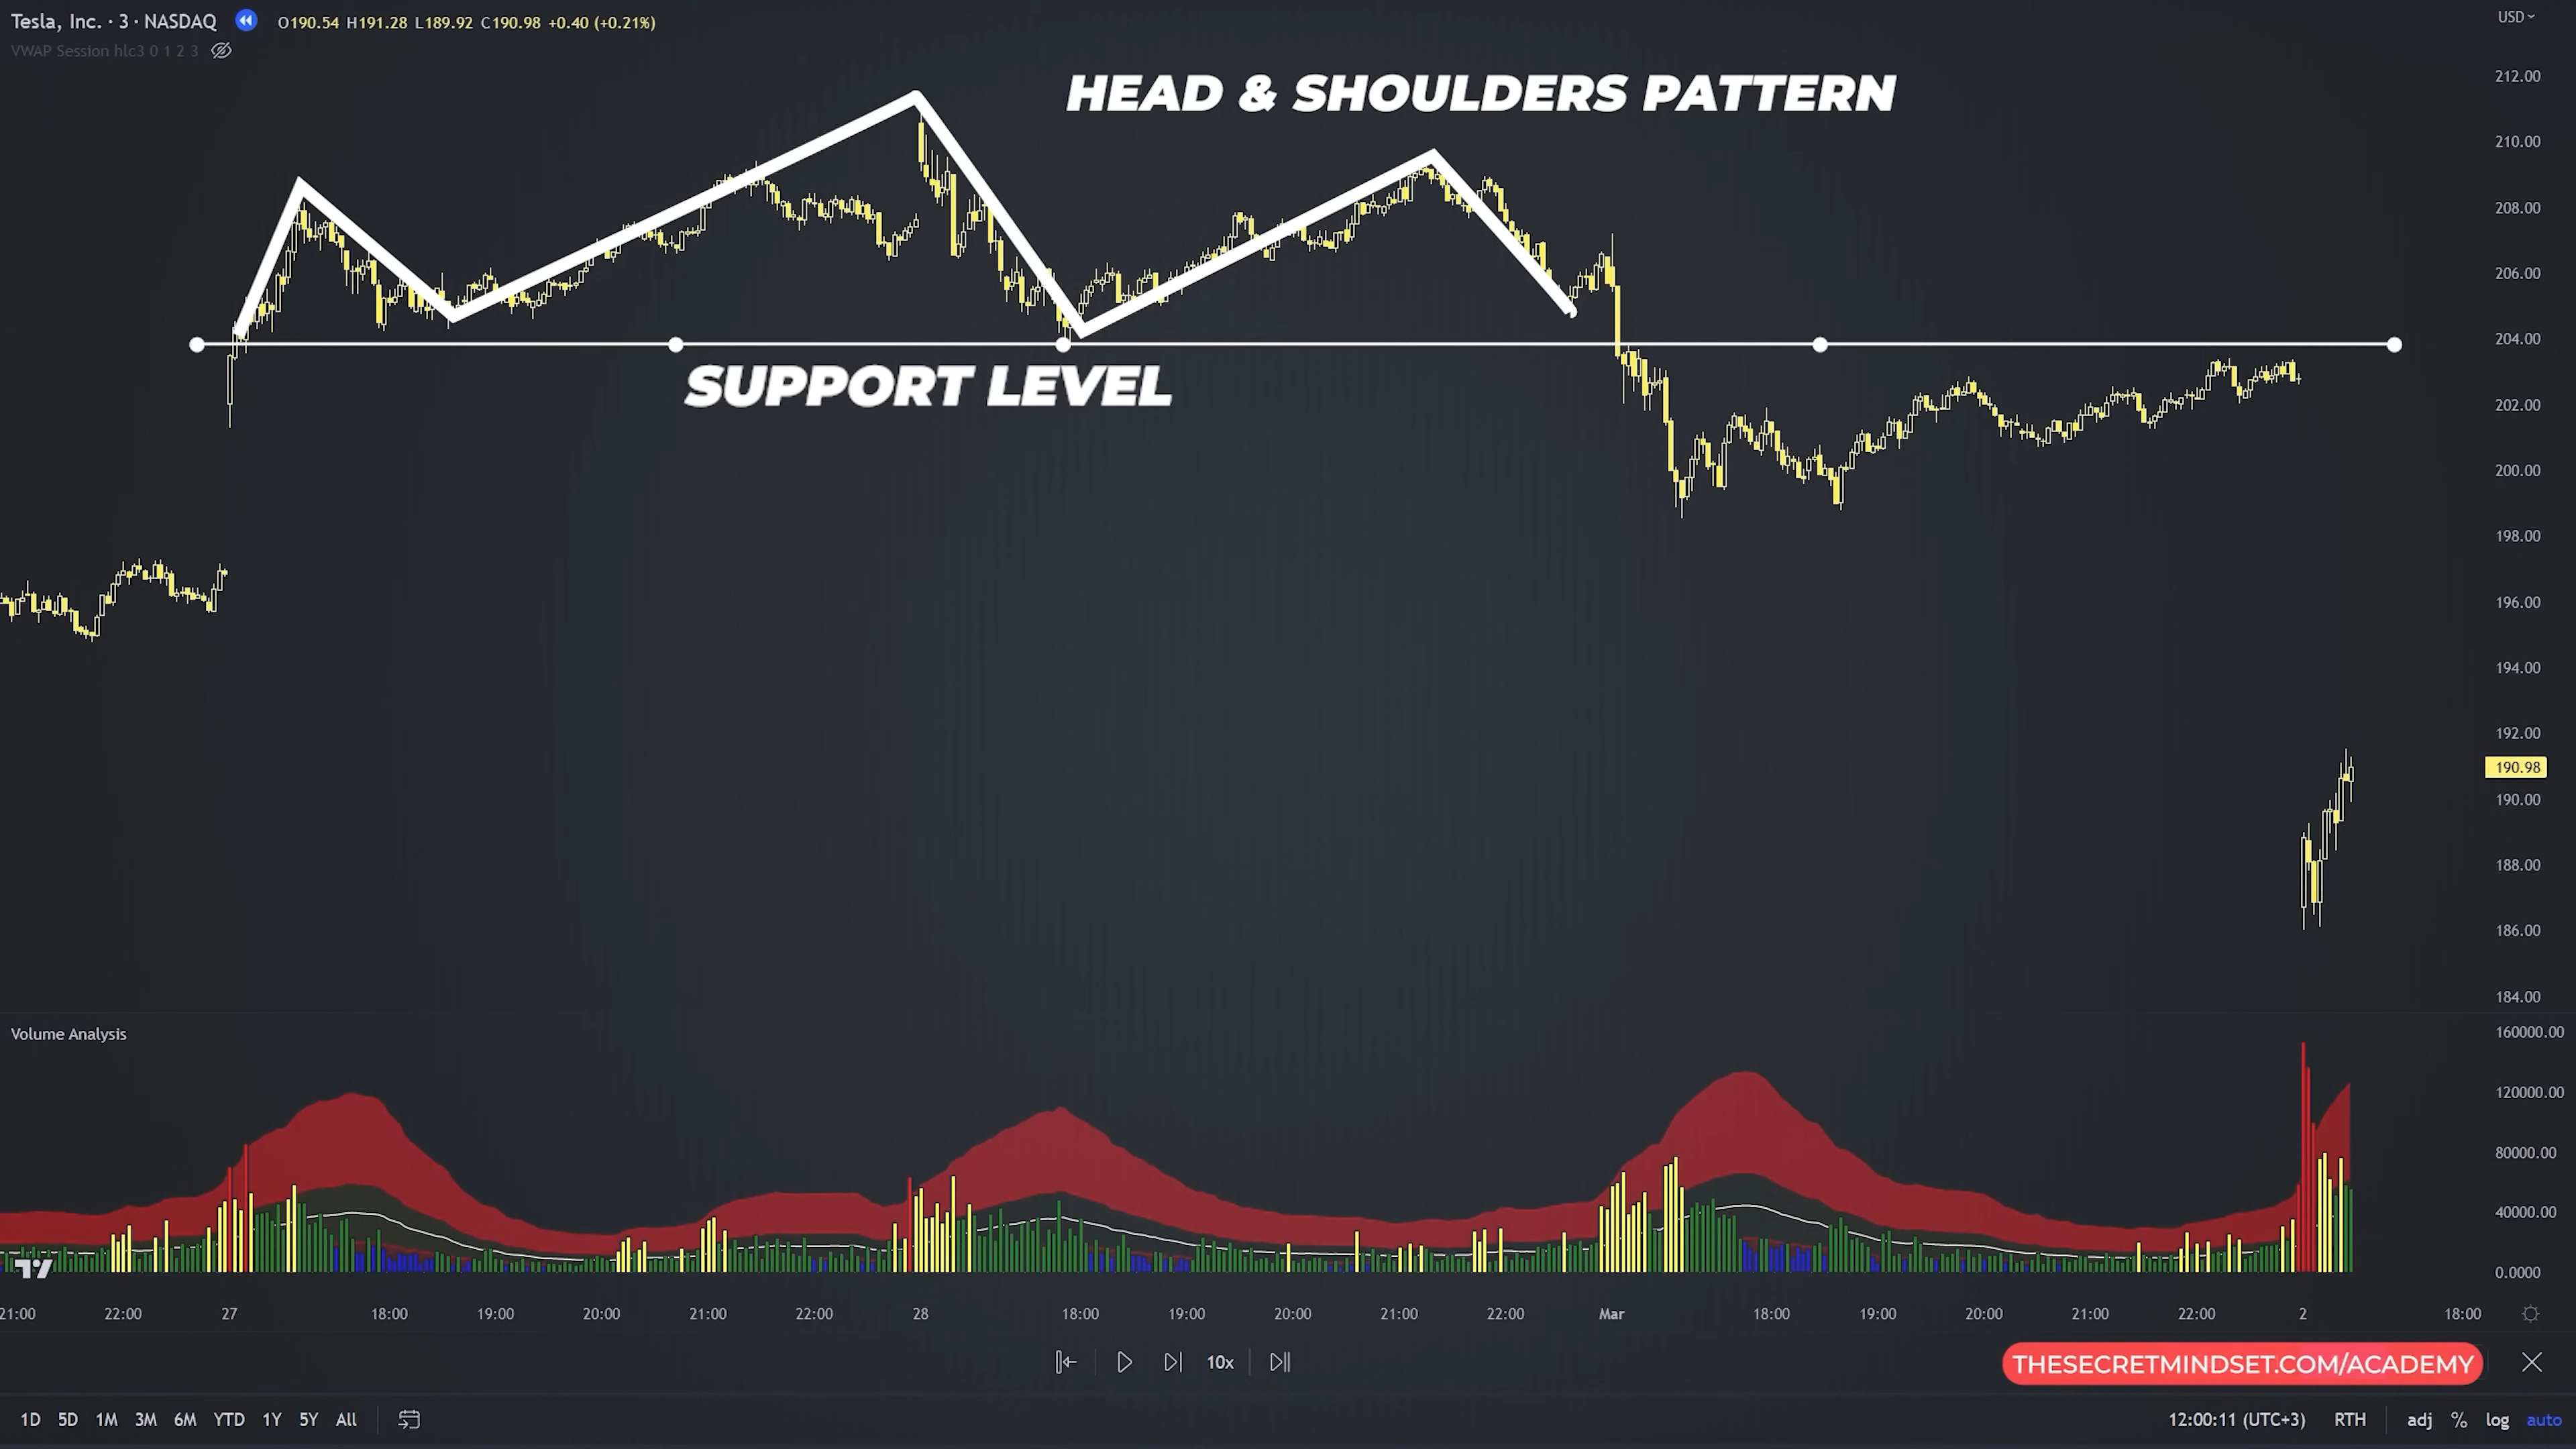 Tesla, Inc. · 3 · NASDAQ O190.54 H191.28 L189.92 C190.98 +0.40 (+0.21%)
USD
VWAP Session hlc3 0 1 2 3
HEAD & SHOULDERS PATTERN
SUPPORT LEVEL
212.00
210.00
208.00
206.00
204.00
202.00
200.00
198.00
196.00
194.00
192.00
190.98
190.00
188.00
186.00
184.00
Volume Analysis
160000.00
120000.00
80000.00
40000.00
0.0000
21:00 22:00 27 18:00 19:00 20:00 21:00 22:00 28 18:00 19:00 20:00 21:00 22:00 Mar 18:00 19:00 20:00 21:00 22:00 2 18:00
10x
THESECRETMINDSET.COM/ACADEMY
1D 5D 1M 3M 6M YTD 1Y 5Y All
12:00:11 (UTC+3) RTH adj % log auto